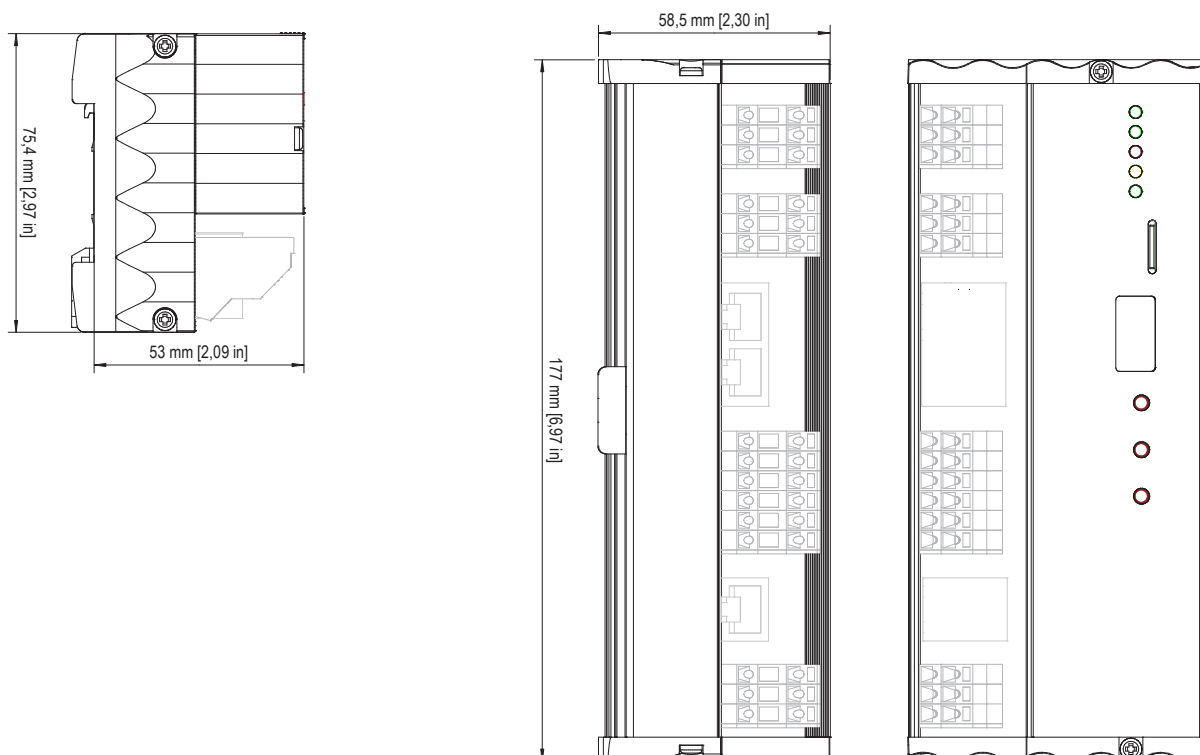 58,5 mm [2,30 in]
75,4 mm [2,97 in]
53 mm [2,09 in]
177 mm [6,97 in]